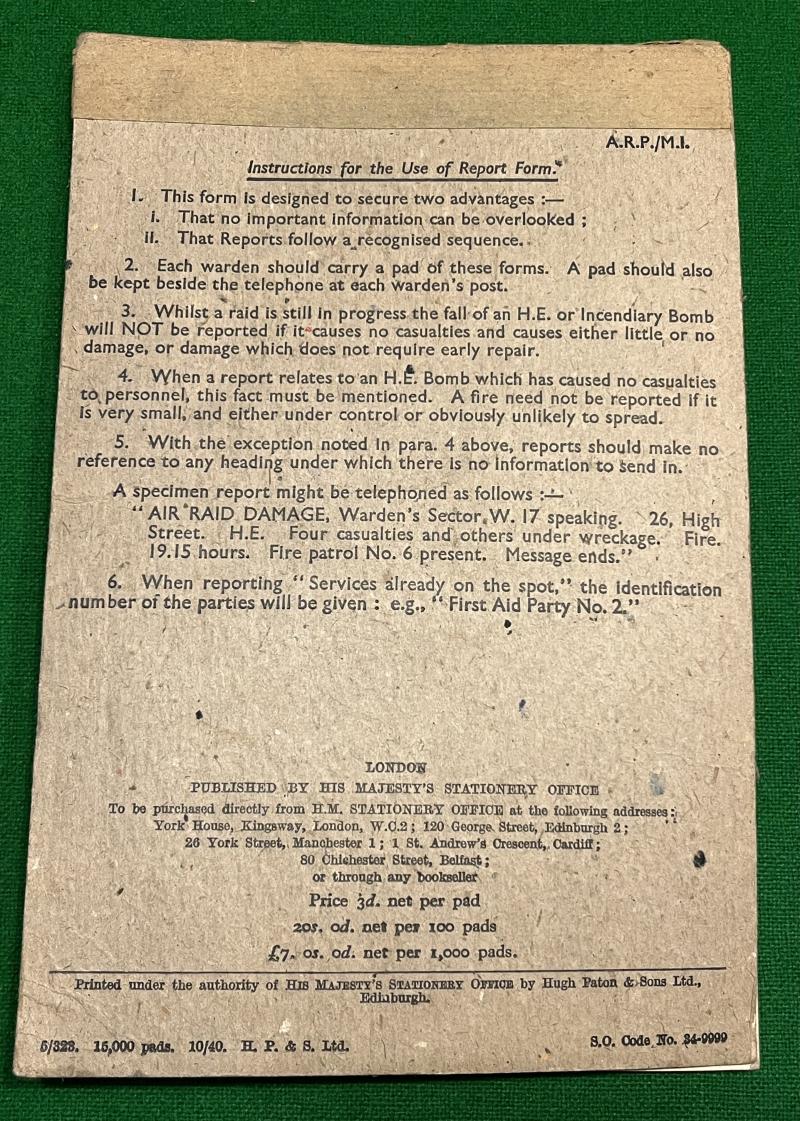 A.R.P./M.I.
Instructions for the Use of Report Form.
1. This form is designed to secure two advantages :—
i. That no important information can be overlooked ;
ii. That Reports follow a recognised sequence.
2. Each warden should carry a pad of these forms. A pad should also
be kept beside the telephone at each warden's post.
3. Whilst a raid is still in progress the fall of an H.E. or Incendiary Bomb
will NOT be reported if it causes no casualties and causes either little or no
damage, or damage which does not require early repair.
4. When a report relates to an H.E. Bomb which has caused no casualties
to personnel, this fact must be mentioned. A fire need not be reported if it
is very small, and either under control or obviously unlikely to spread.
5. With the exception noted in para. 4 above, reports should make no
reference to any heading under which there is no information to send in.
A specimen report might be telephoned as follows :—
"AIR RAID DAMAGE, Warden's Sector, W. 17 speaking. 26, High
Street. H.E. Four casualties and others under wreckage. Fire.
19.15 hours. Fire patrol No. 6 present. Message ends."
6. When reporting "Services already on the spot," the identification
number of the parties will be given : e.g., "First Aid Party No. 2."
LONDON
PUBLISHED BY HIS MAJESTY'S STATIONERY OFFICE
To be purchased directly from H.M. STATIONERY OFFICE at the following addresses:
York House, Kingsway, London, W.C.2 ; 120 George Street, Edinburgh 2 ;
26 York Street, Manchester 1 ; 1 St. Andrew's Crescent, Cardiff ;
80 Chichester Street, Belfast ;
or through any bookseller
Price 3d. net per pad
20s. 0d. net per 100 pads
£7. 0s. 0d. net per 1,000 pads.
Printed under the authority of HIS MAJESTY'S STATIONERY OFFICE by Hugh Paton & Sons Ltd.,
Edinburgh.
5/323. 15,000 pads. 10/40. H. P. & S. Ltd.
S.O. Code No. 34-9999